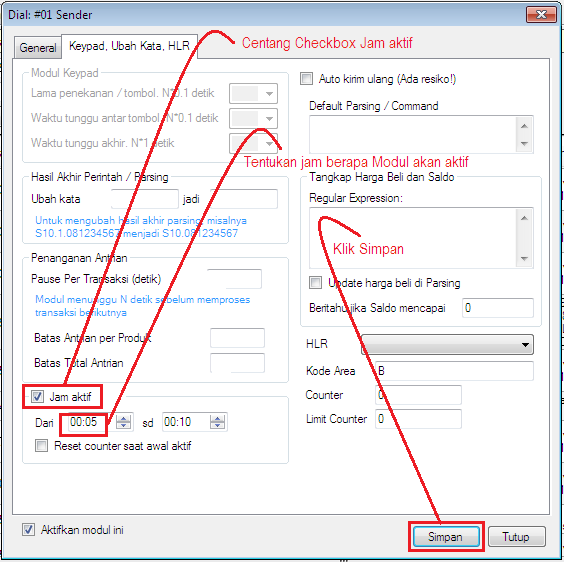 Dial: #01 Sender
Centang Checkbox Jam aktif
General
Keypad, Ubah Kata, HLR
Modul Keypad
Lama penekanan / tombol. N*0.1 detik
Waktu tunggu antar tombol. N*0.1 detik
Waktu tunggu akhir. N*1 detik
Auto kirim ulang (Ada resiko!)
Default Parsing / Command
Tentukan jam berapa Modul akan aktif
Hasil Akhir Perintah / Parsing
Ubah kata
jadi
Untuk mengubah hasil akhir parsing, misalnya
S10.1.081234567 menjadi S10.081234567
Tangkap Harga Beli dan Saldo
Regular Expression:
Klik Simpan
Update harga beli di Parsing
Beritahu jika Saldo mencapai
0
Penanganan Antrian
Pause Per Transaksi (detik)
Modul menunggu N detik sebelum memproses
transaksi berikutnya
Batas Antrian per Produk
Batas Total Antrian
HLR
Kode Area
B
Counter
0
Limit Counter
0
Jam aktif
Dari
00:05
sd
00:10
Reset counter saat awal aktif
Aktifkan modul ini
Simpan
Tutup